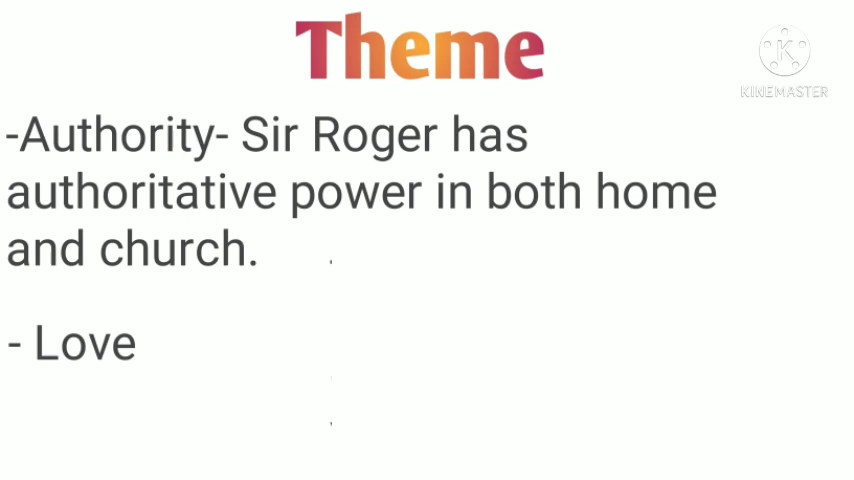 Theme
K
KINEMASTER
-Authority- Sir Roger has
authoritative power in both home
and church.
- Love